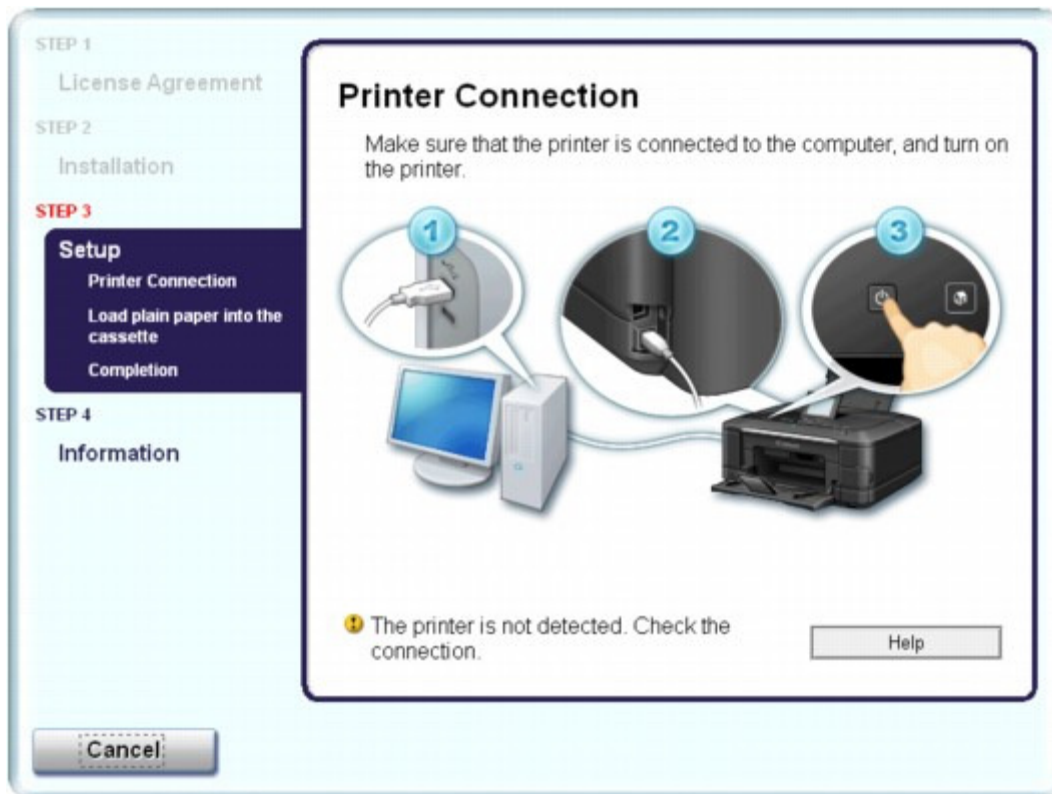 STEP 1
License Agreement
STEP 2
Installation
STEP 3
Setup
Printer Connection
Load plain paper into the
cassette
Completion
STEP 4
Information
Printer Connection
Make sure that the printer is connected to the computer, and turn on
the printer.
1
2
3
Canon
The printer is not detected. Check the
connection.
Help
Cancel